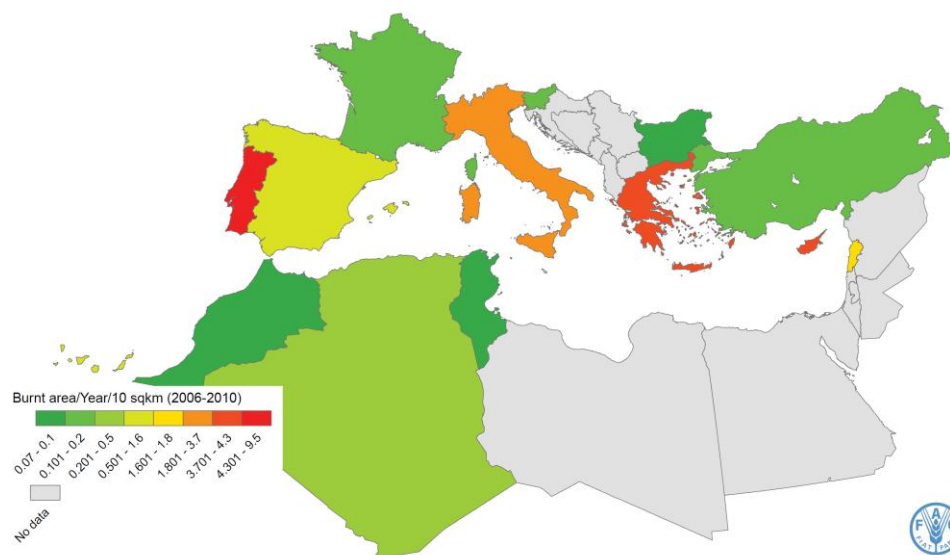 Burnt area/Year/10 sqkm (2006-2010)
0.07 - 0.1
0.101 - 0.2
0.201 - 0.5
0.501 - 1.6
1.601 - 1.8
1.801 - 3.7
3.701 - 4.3
4.301 - 9.5
No data
F A
FIAT PA